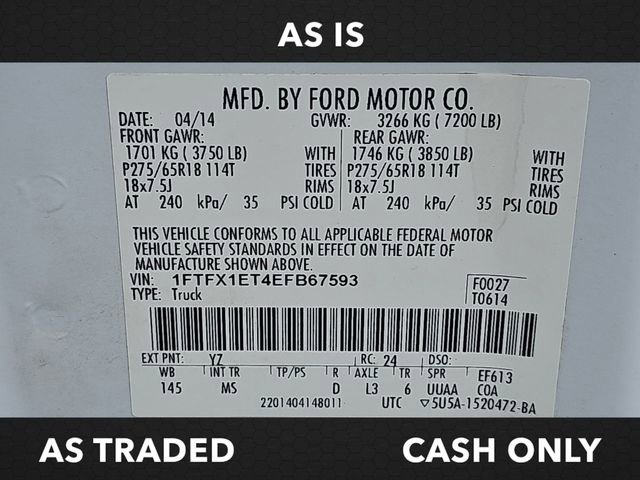 AS IS
MFD. BY FORD MOTOR CO.
DATE: 04/14 GVWR: 3266 KG ( 7200 LB)
FRONT GAWR: REAR GAWR:
1701 KG ( 3750 LB) WITH 1746 KG ( 3850 LB) WITH
P275/65R18 114T TIRES P275/65R18 114T TIRES
18x7.5J RIMS 18x7.5J RIMS
AT 240 kPa/ 35 PSI COLD AT 240 kPa/ 35 PSI COLD
THIS VEHICLE CONFORMS TO ALL APPLICABLE FEDERAL MOTOR
VEHICLE SAFETY STANDARDS IN EFFECT ON THE DATE OF
MANUFACTURE SHOWN ABOVE.
VIN: 1FTFX1ET4EFB67593 F0027
TYPE: Truck T0614
EXT PNT: YZ RC: 24 DSO:
WB INT TR TP/PS R AXLE TR SPR EF613
145 MS D L3 6 UUAA C0A
2201404148011 UTC ▽5U5A-1520472-BA
AS TRADED CASH ONLY